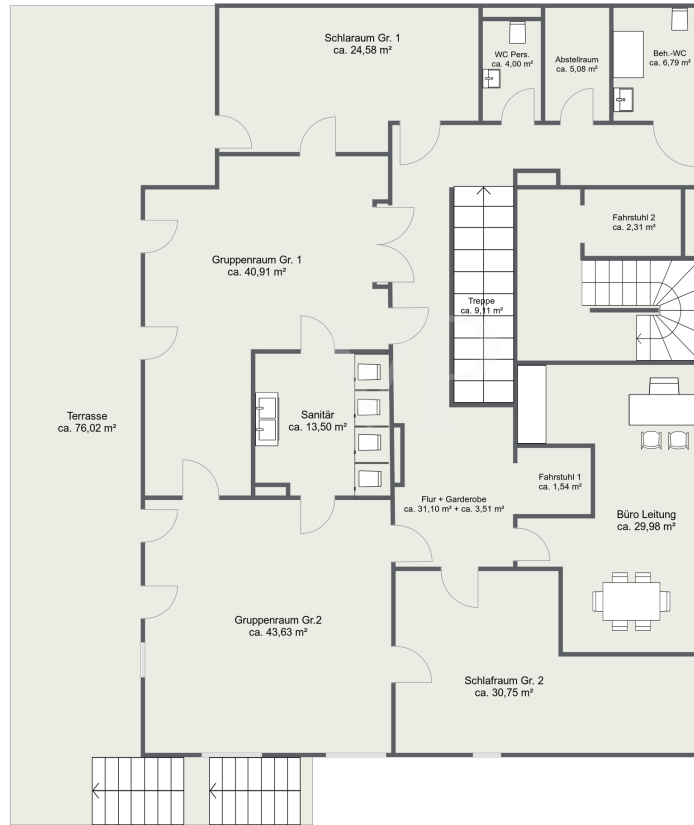 Schlaraum Gr. 1
ca. 24,58 m²
WC Pers.
ca. 4,00 m²
Abstellraum
ca. 5,08 m²
Beh.-WC
ca. 6,79 m²
Fahrstuhl 2
ca. 2,31 m²
Gruppenraum Gr. 1
ca. 40,91 m²
Treppe
ca. 9,11 m²
Terrasse
ca. 76,02 m²
Sanitär
ca. 13,50 m²
Fahrstuhl 1
ca. 1,54 m²
Flur + Garderobe
ca. 31,10 m² + ca. 3,51 m²
Büro Leitung
ca. 29,98 m²
Gruppenraum Gr.2
ca. 43,63 m²
Schlafraum Gr. 2
ca. 30,75 m²